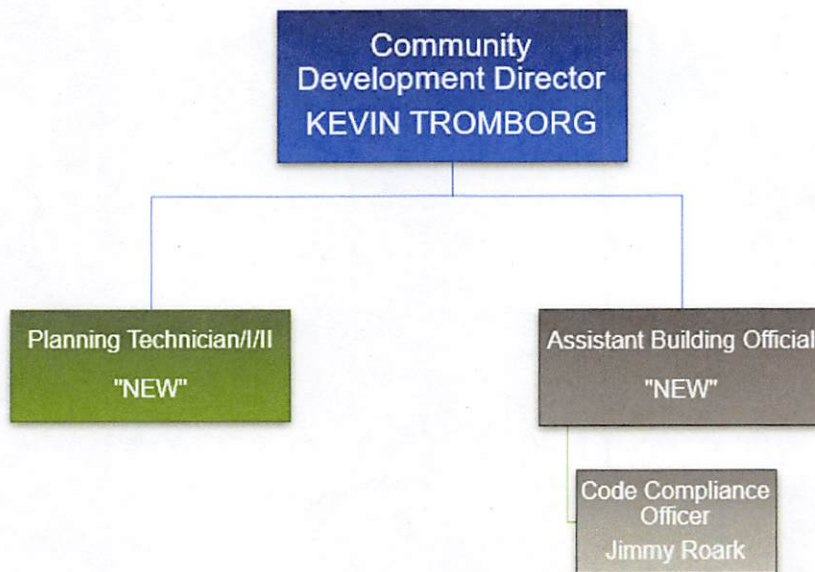 Community
Development Director
KEVIN TROMBORG
Planning Technician/I/II
"NEW"
Assistant Building Official
"NEW"
Code Compliance
Officer
Jimmy Roark